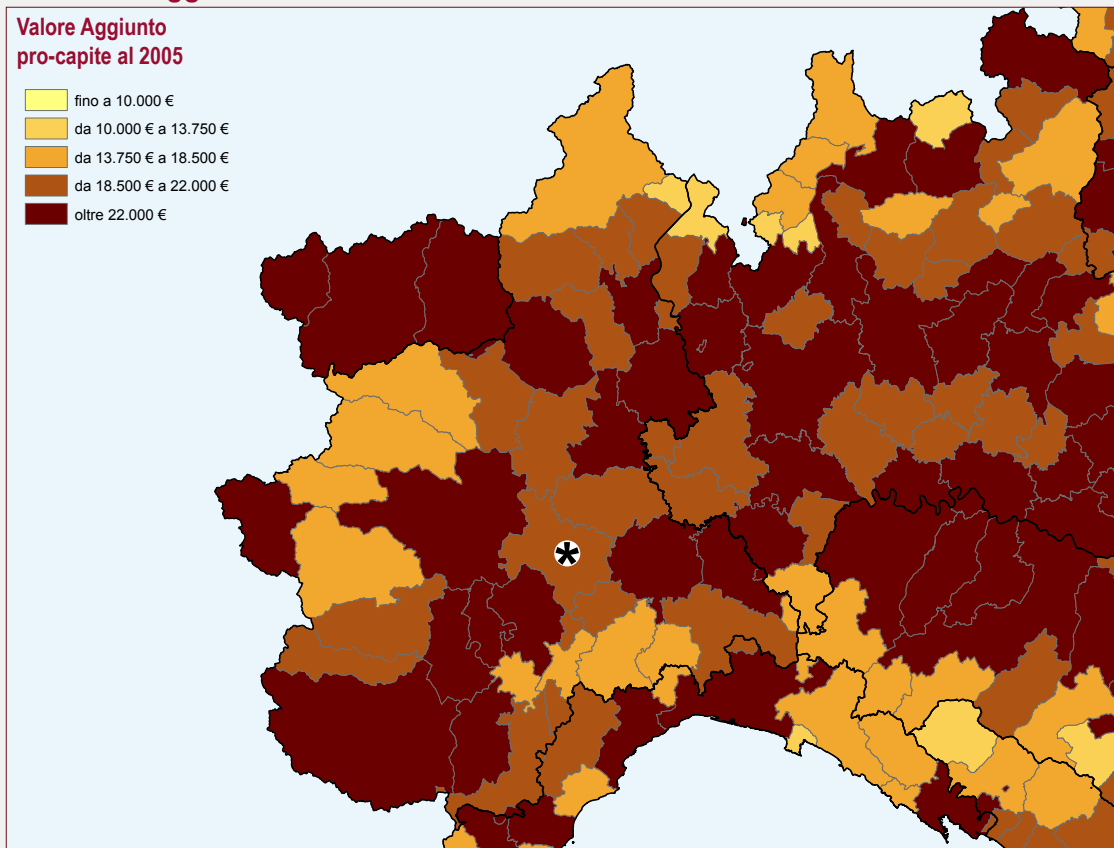 Valore Aggiunto
pro-capite al 2005
fino a 10.000 €
da 10.000 € a 13.750 €
da 13.750 € a 18.500 €
da 18.500 € a 22.000 €
oltre 22.000 €
*